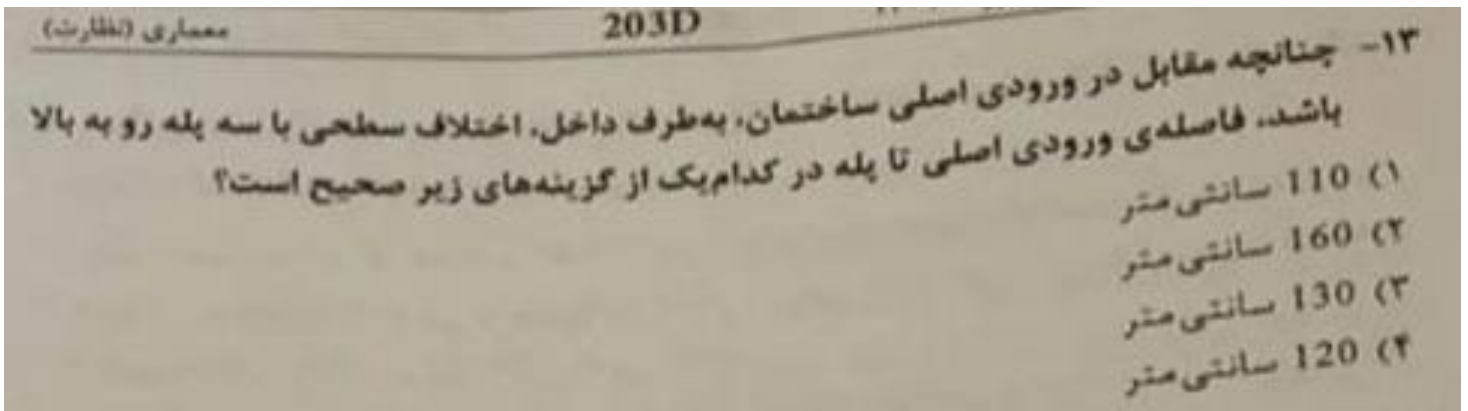 معماری (نظارت)
203D
۱۳- چنانچه مقابل در ورودی اصلی ساختمان، به‌طرف داخل، اختلاف سطحی با سه پله رو به بالا
باشد، فاصله‌ی ورودی اصلی تا پله در کدام‌یک از گزینه‌های زیر صحیح است؟
۱) 110 سانتی‌متر
۲) 160 سانتی‌متر
۳) 130 سانتی‌متر
۴) 120 سانتی‌متر